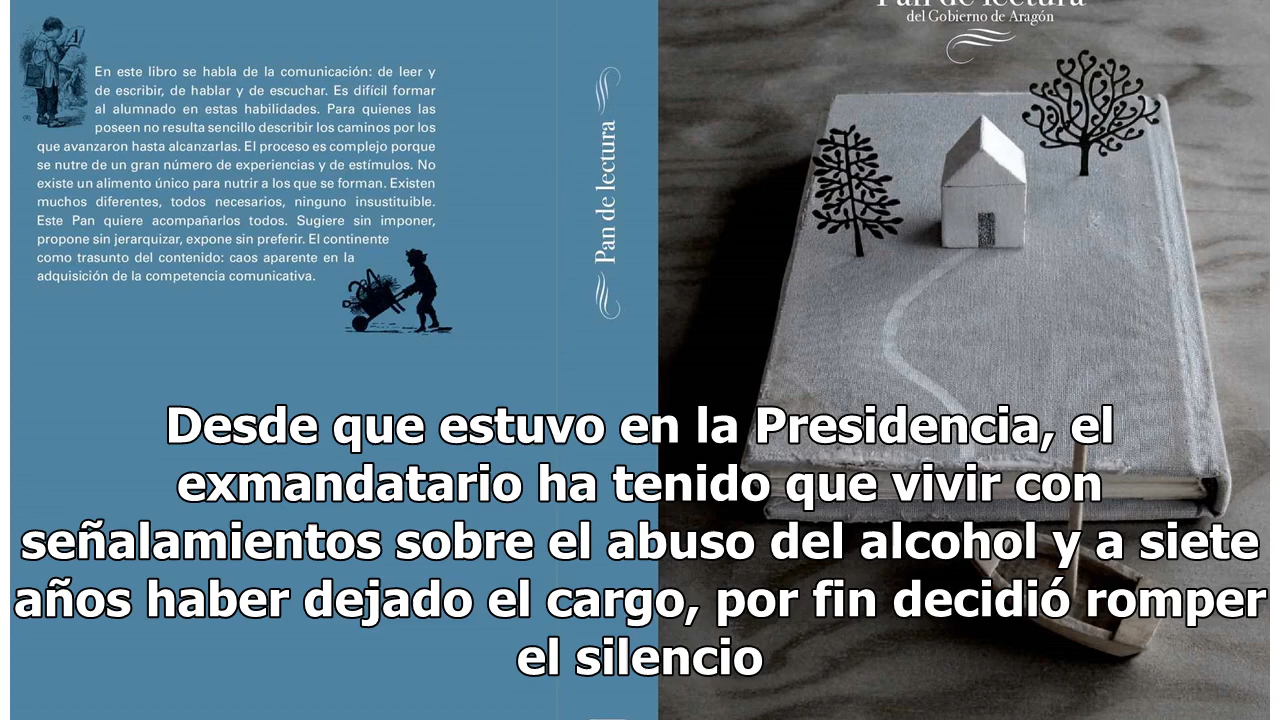 En este libro se habla de la comunicación: de leer y
de escribir, de hablar y de escuchar. Es difícil formar
al alumnado en estas habilidades. Para quienes las
poseen no resulta sencillo describir los caminos por los
que avanzaron hasta alcanzarlas. El proceso es complejo porque
se nutre de un gran número de experiencias y de estímulos. No
existe un alimento único para nutrir a los que se forman. Existen
muchos diferentes, todos necesarios, ninguno insustituible.
Este Pan quiere acompañarlos todos. Sugiere sin imponer,
propone sin jerarquizar, expone sin preferir. El continente
como trasunto del contenido: caos aparente en la
adquisición de la competencia comunicativa.
Pan de lectura
Pan de lectura
del Gobierno de Aragón
A
Desde que estuvo en la Presidencia, el
exmandatario ha tenido que vivir con
señalamientos sobre el abuso del alcohol y a siete
años haber dejado el cargo, por fin decidió romper
el silencio